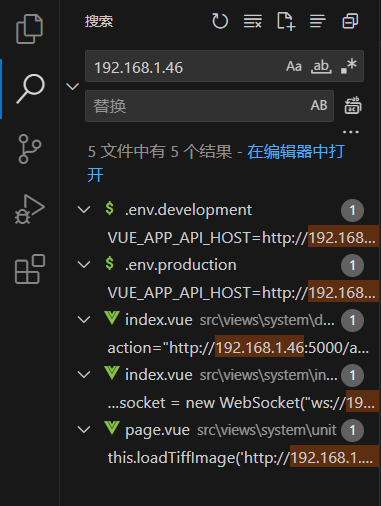 搜索
192.168.1.46
Aa ab .*
替换
AB
...
5 文件中有 5 个结果 - 在编辑器中打
开
$ .env.development 1
VUE_APP_API_HOST=http://192.168...
$ .env.production 1
VUE_APP_API_HOST=http://192.168...
index.vue src\views\system\d... 1
action="http://192.168.1.46:5000/a...
index.vue src\views\system\in... 1
...socket = new WebSocket("ws://19...
page.vue src\views\system\unit 1
this.loadTiffImage('http://192.168.1....